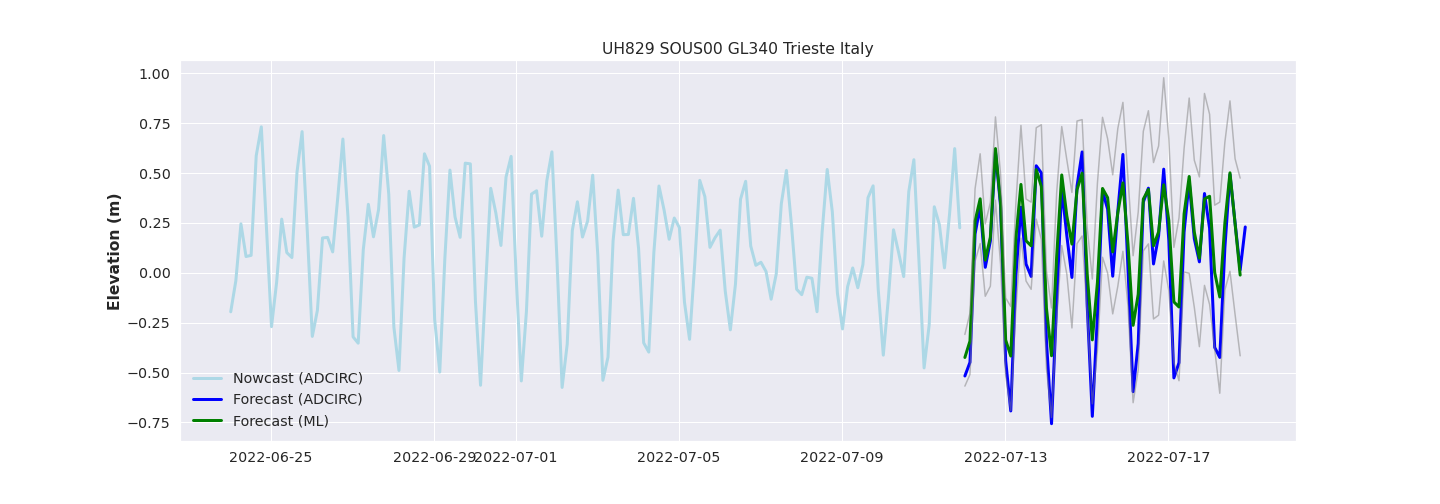 UH829 SOUS00 GL340 Trieste Italy
Elevation (m)
1.00
0.75
0.50
0.25
0.00
−0.25
−0.50
−0.75
Nowcast (ADCIRC)
Forecast (ADCIRC)
Forecast (ML)
2022-06-25 2022-06-29 2022-07-01 2022-07-05 2022-07-09 2022-07-13 2022-07-17